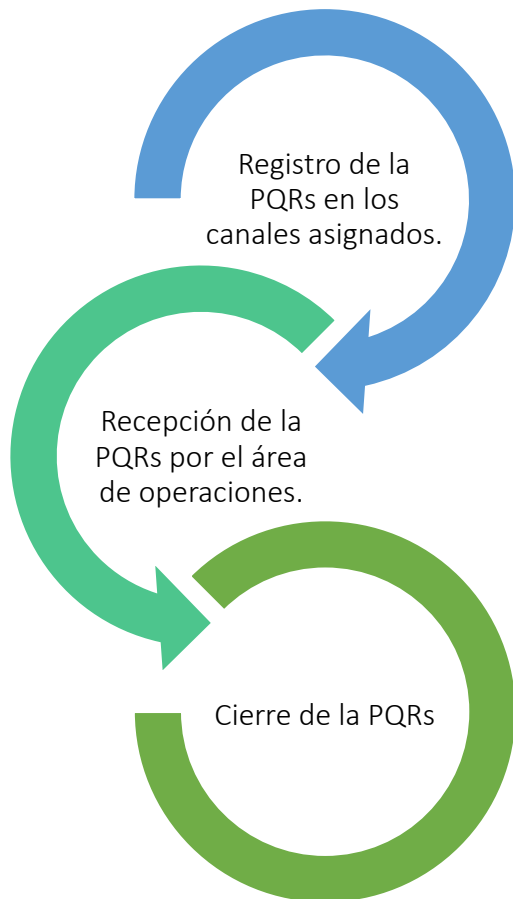 Registro de la
PQRs en los
canales asignados.
Recepción de la
PQRs por el área
de operaciones.
Cierre de la PQRs